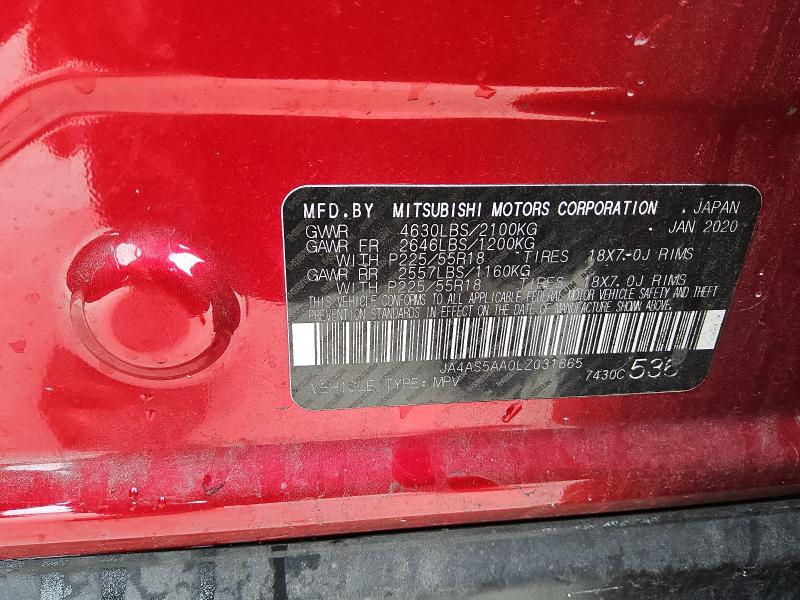 MFD.BY MITSUBISHI MOTORS CORPORATION . JAPAN
GVWR 4630LBS/2100KG JAN 2020
GAWR FR 2646LBS/1200KG
WITH P225/55R18 TIRES 18X7.0J RIMS
GAWR RR 2557LBS/1160KG
WITH P225/55R18 TIRES 18X7.0J RIMS
THIS VEHICLE CONFORMS TO ALL APPLICABLE FEDERAL MOTOR VEHICLE SAFETY AND THEFT
PREVENTION STANDARDS IN EFFECT ON THE DATE OF MANUFACTURE SHOWN ABOVE.
JA4AS5AA0LZ031665
VEHICLE TYPE: MPV 7430C 536